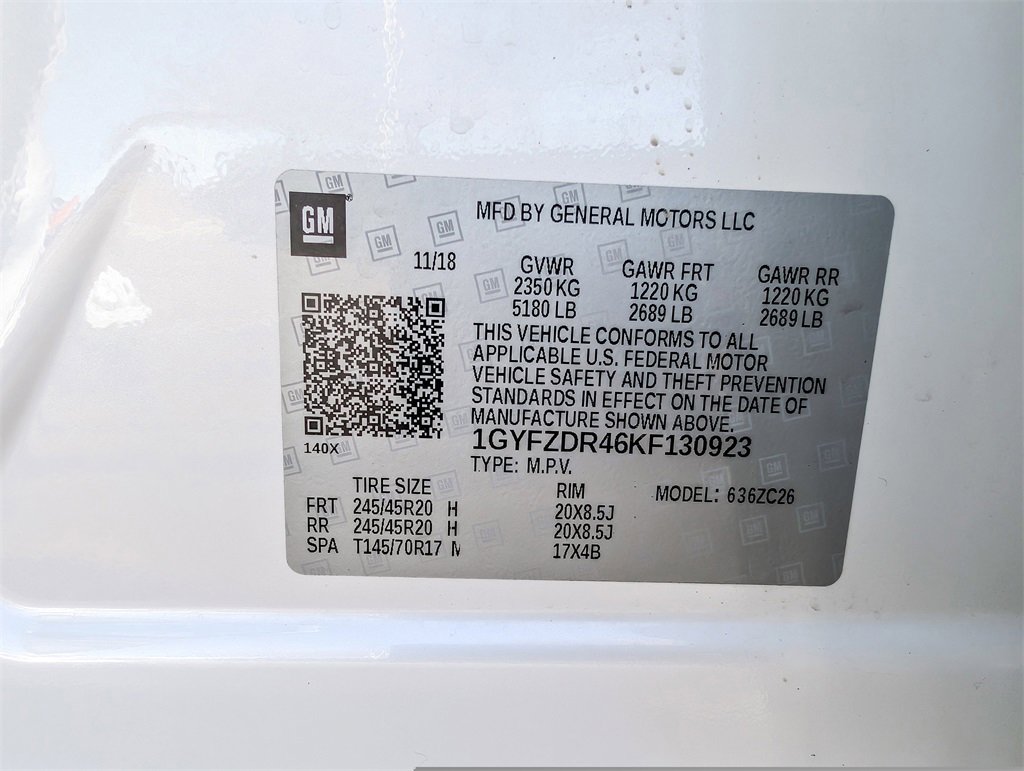 GM
MFD BY GENERAL MOTORS LLC
11/18
GVWR GAWR FRT GAWR RR
2350 KG 1220 KG 1220 KG
5180 LB 2689 LB 2689 LB
THIS VEHICLE CONFORMS TO ALL
APPLICABLE U.S. FEDERAL MOTOR
VEHICLE SAFETY AND THEFT PREVENTION
STANDARDS IN EFFECT ON THE DATE OF
MANUFACTURE SHOWN ABOVE.
140X
1GYFZDR46KF130923
TYPE: M.P.V.
TIRE SIZE RIM MODEL: 636ZC26
FRT 245/45R20 H 20X8.5J
RR 245/45R20 H 20X8.5J
SPA T145/70R17 17X4B